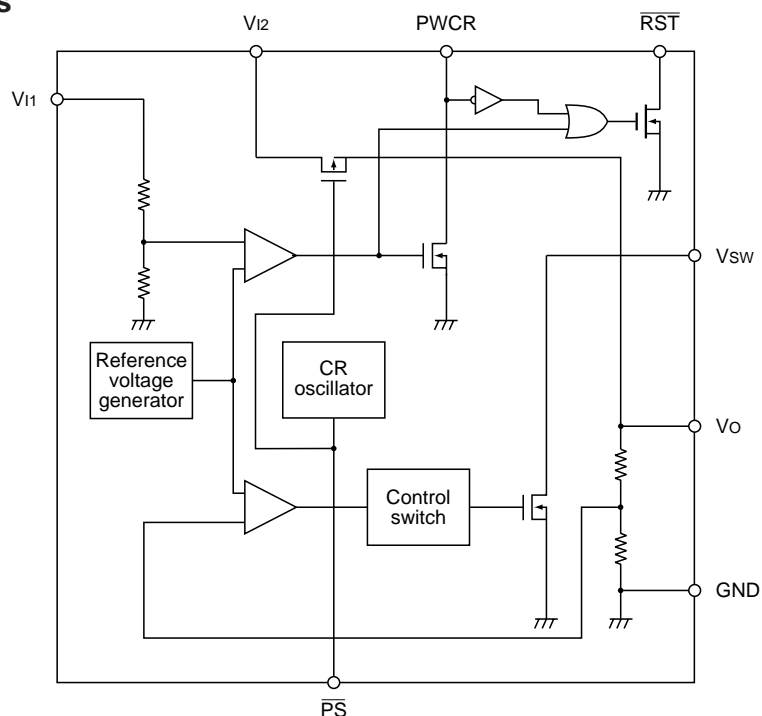 s
VI2 PWCR RST
VI1
VSW
Reference
voltage
generator
CR
oscillator
VO
Control
switch
GND
PS